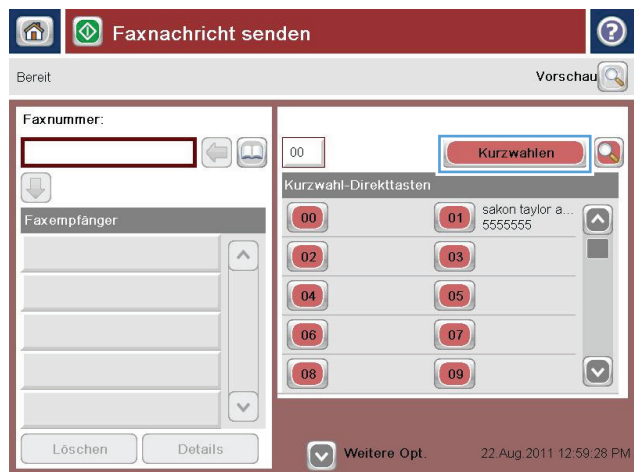 Faxnachricht senden
Bereit
Vorschau
Faxnummer:
00
Kurzwahlen
Kurzwahl-Direkttasten
Faxempfänger
00
01 sakon taylor a...
5555555
02
03
04
05
06
07
08
09
Löschen
Details
Weitere Opt.
22.Aug.2011 12:59:28 PM